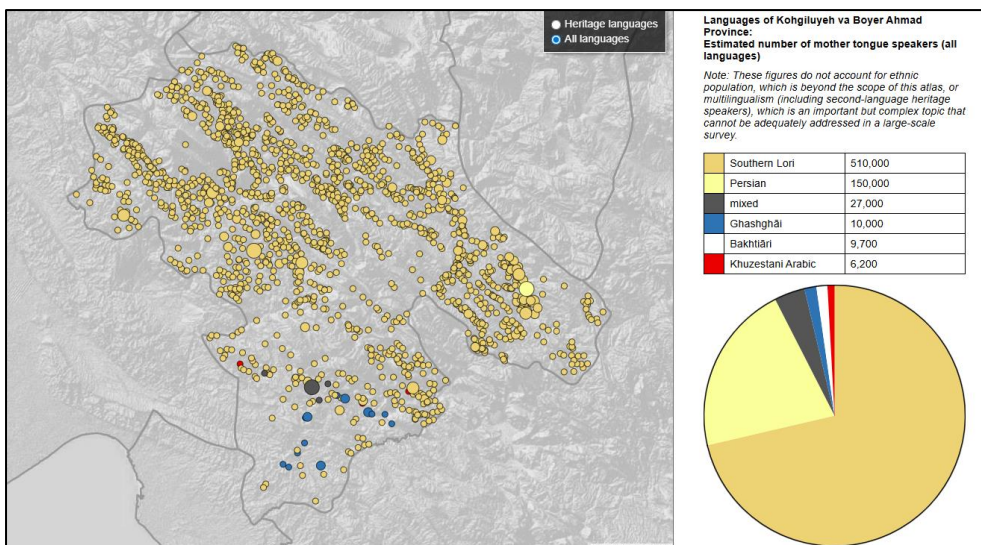 Heritage languages
All languages
Languages of Kohgiluyeh va Boyer Ahmad
Province:
Estimated number of mother tongue speakers (all
languages)
Note: These figures do not account for ethnic
population, which is beyond the scope of this atlas, or
multilingualism (including second-language heritage
speakers), which is an important but complex topic that
cannot be adequately addressed in a large-scale
survey.
Southern Lori 510,000
Persian 150,000
mixed 27,000
Ghashghāi 10,000
Bakhtiāri 9,700
Khuzestani Arabic 6,200